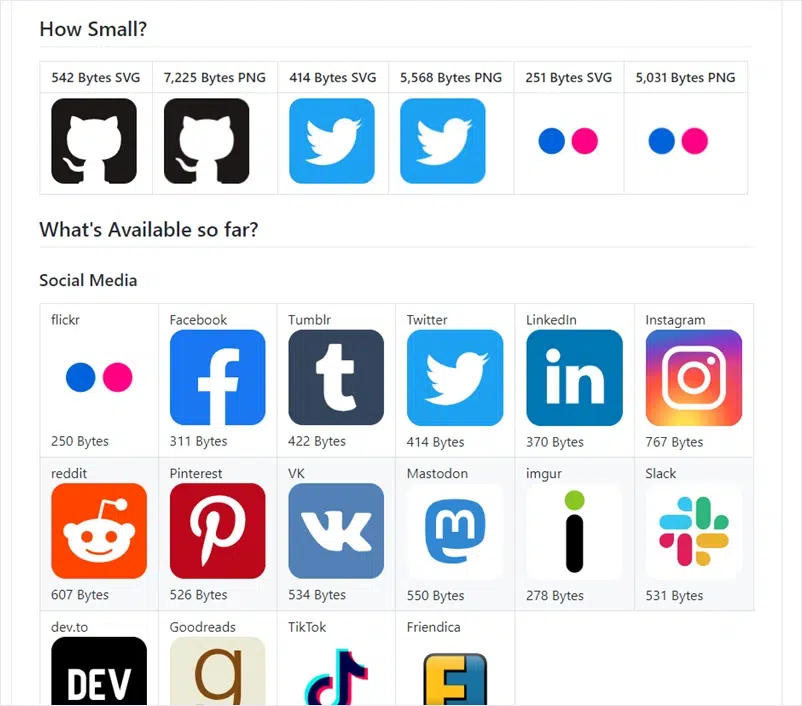 How Small?
542 Bytes SVG 7,225 Bytes PNG 414 Bytes SVG 5,568 Bytes PNG 251 Bytes SVG 5,031 Bytes PNG
What's Available so far?
Social Media
flickr Facebook Tumblr Twitter LinkedIn Instagram
f t in
250 Bytes 311 Bytes 422 Bytes 414 Bytes 370 Bytes 767 Bytes
reddit Pinterest VK Mastodon imgur Slack
607 Bytes 526 Bytes 534 Bytes 550 Bytes 278 Bytes 531 Bytes
dev.to Goodreads TikTok Friendica
DEV g